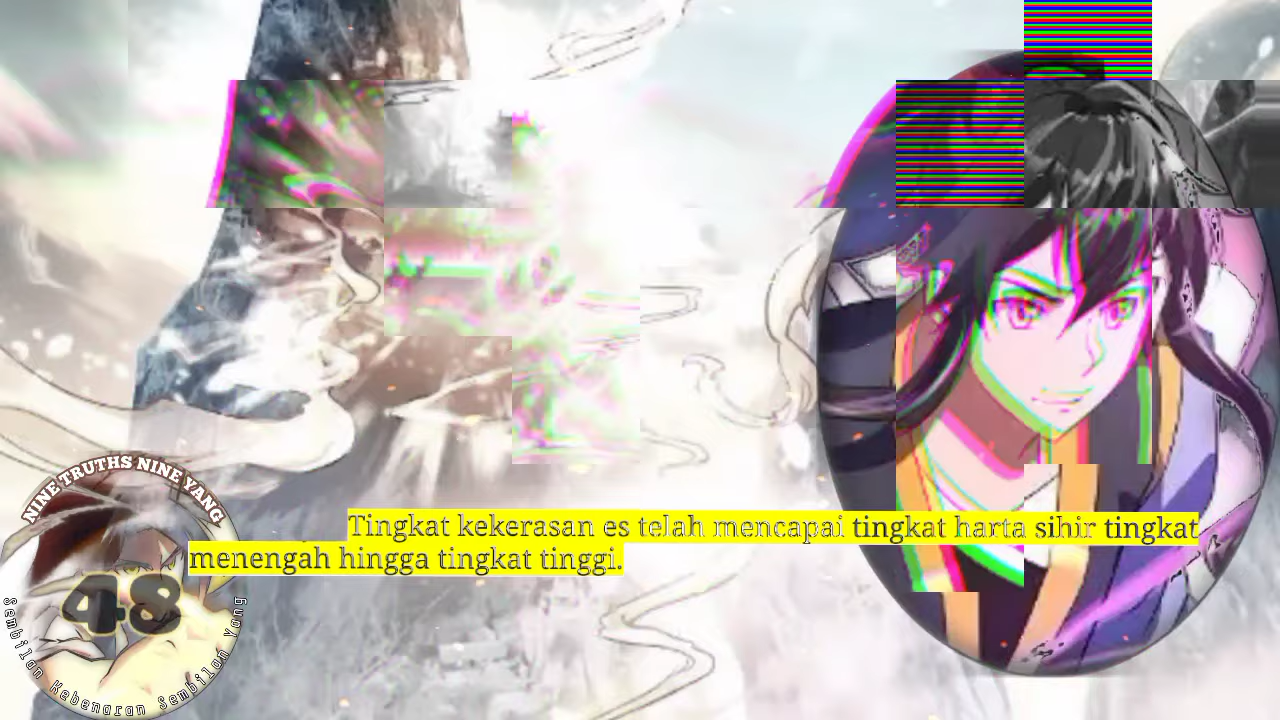 NINE TRUTHS NINE YANG
Tingkat kekerasan es telah mencapai tingkat harta sihir tingkat
menengah hingga tingkat tinggi.
48
Sembilan Kebenaran Sembilan Yang